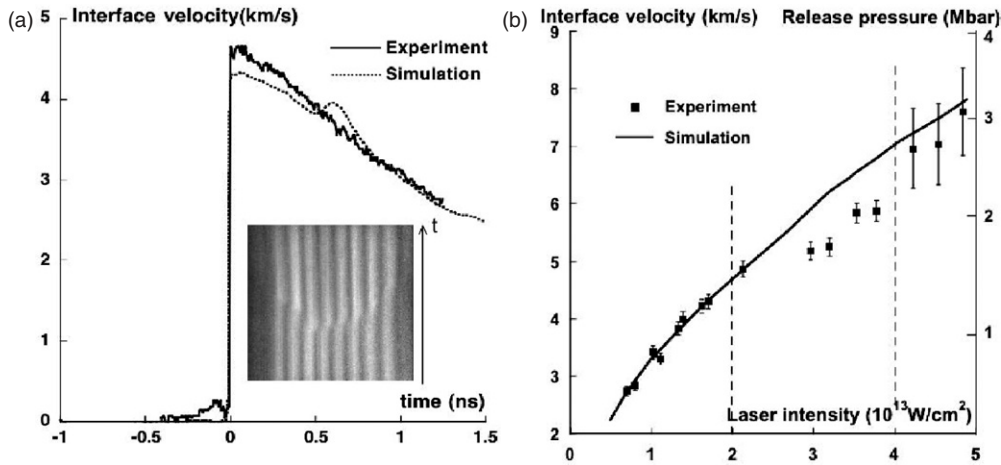 (a)
Interface velocity(km/s)
Experiment
Simulation
5
4
3
2
1
0
t
time (ns)
-1
-0.5
0
0.5
1
1.5
(b)
Interface velocity (km/s)
Release pressure (Mbar)
9
8
7
6
5
4
3
2
Experiment
Simulation
4
3
2
1
Laser intensity (10¹³W/cm²)
0
1
2
3
4
5